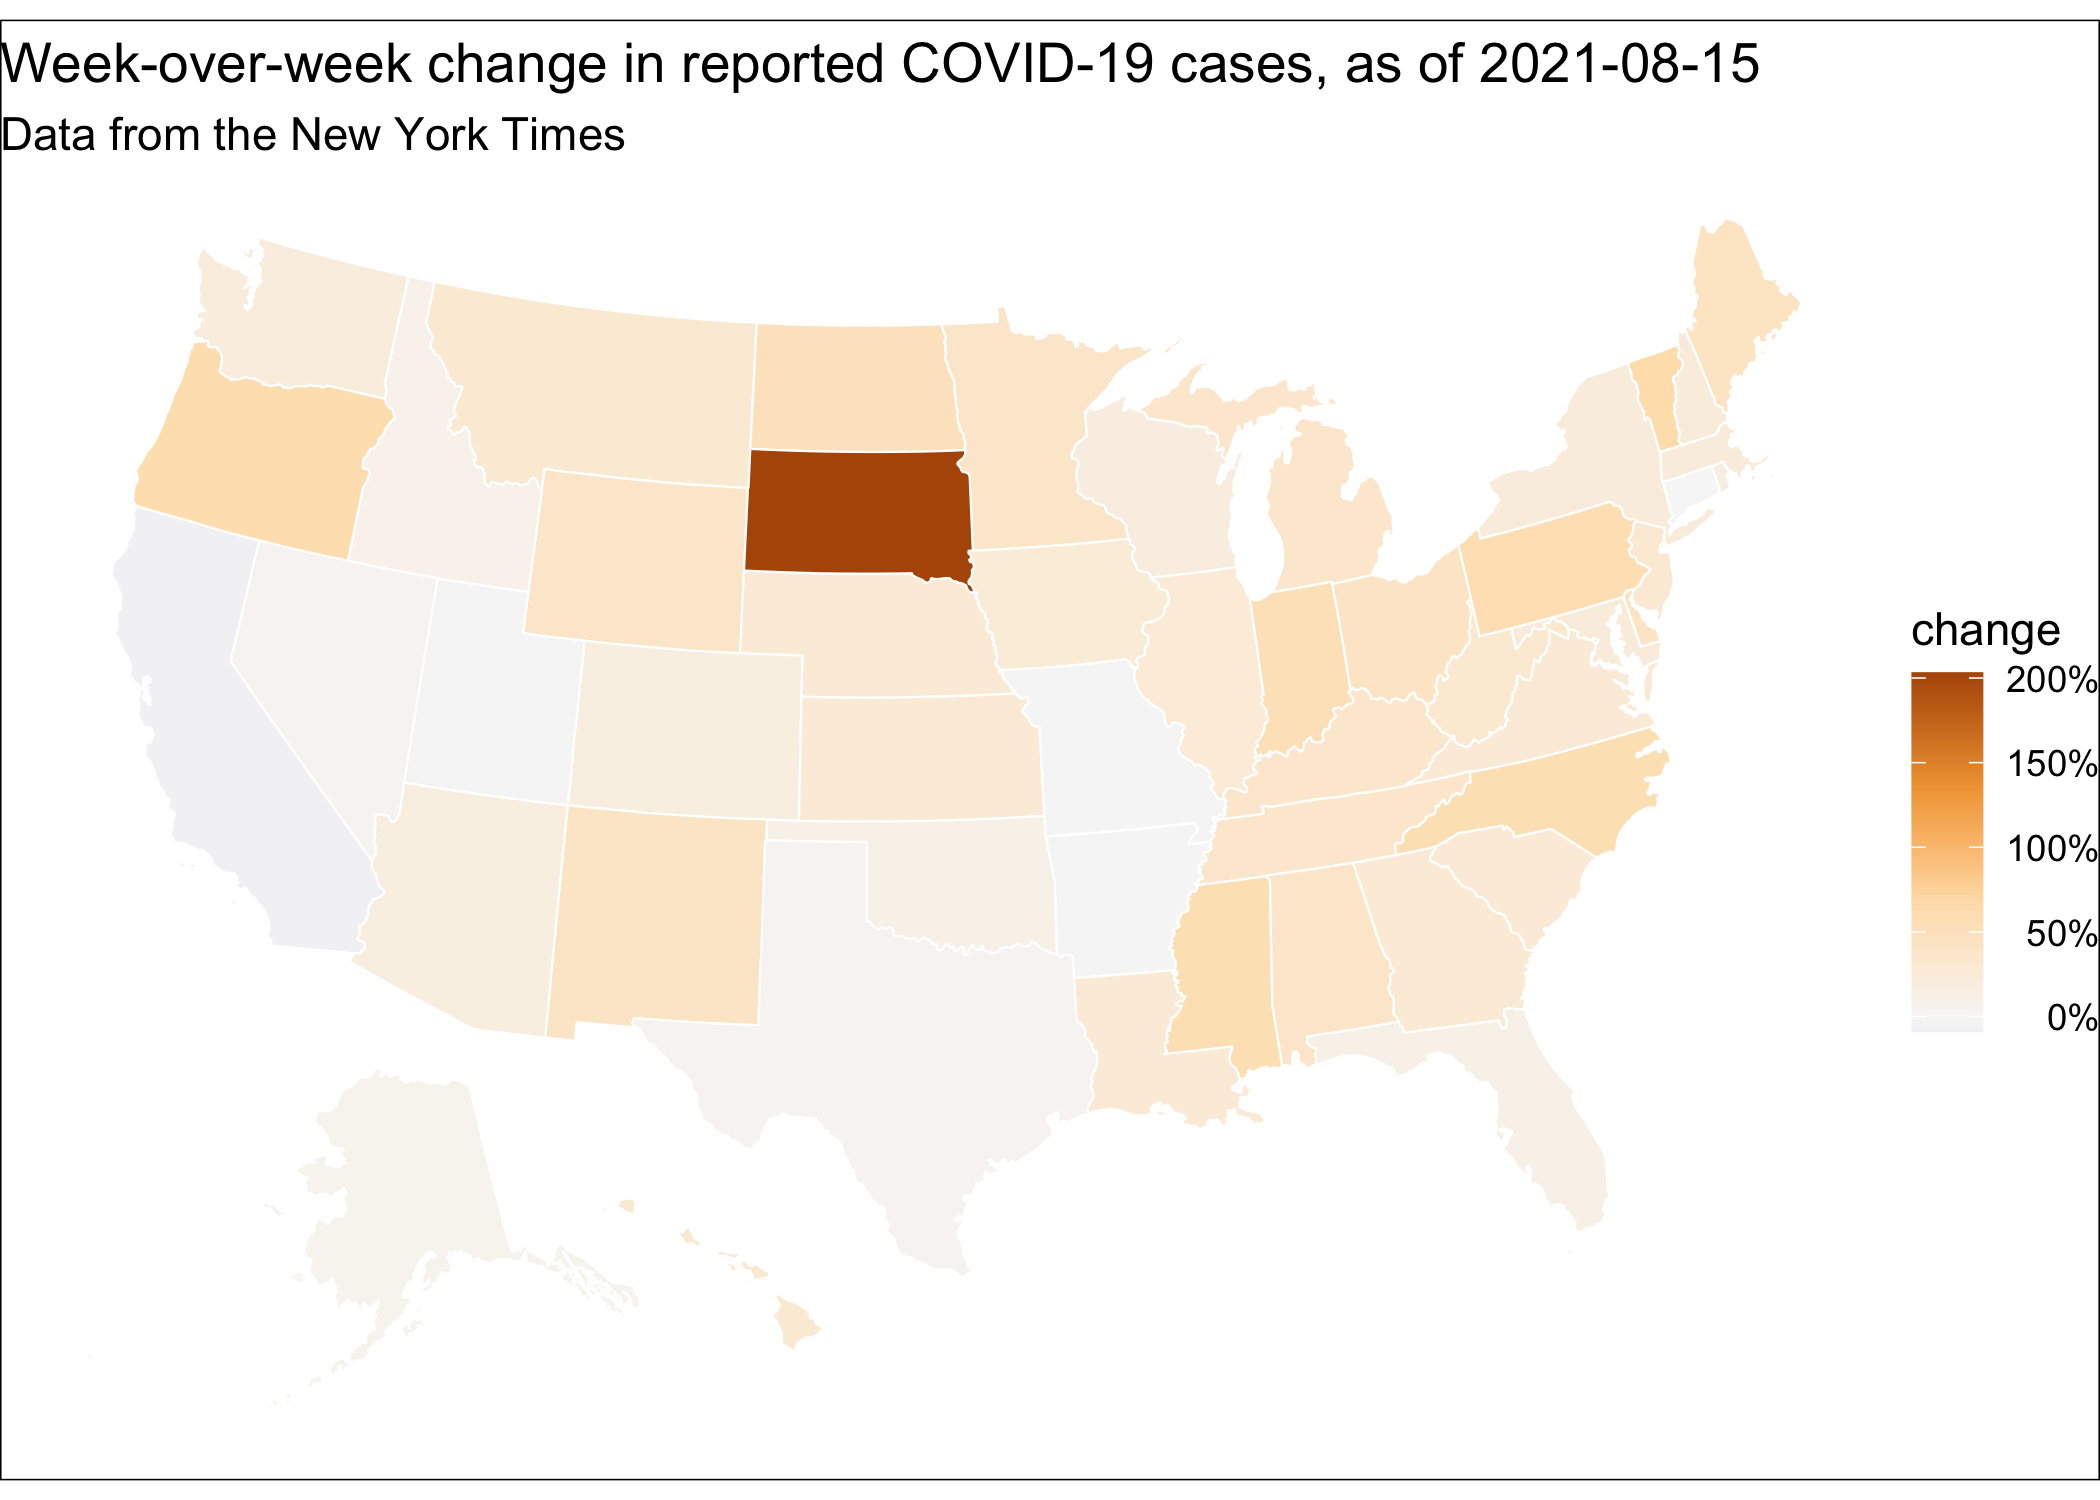 Week-over-week change in reported COVID-19 cases, as of 2021-08-15
Data from the New York Times
change
200%
150%
100%
50%
0%